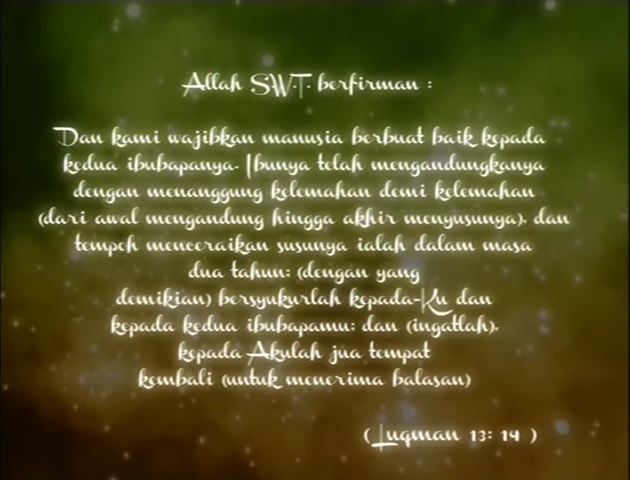 Allah S.W.T. berfirman :
Dan kami wajibkan manusia berbuat baik kepada
kedua ibubapanya. Ibunya telah mengandungkanya
dengan menanggung kelemahan demi kelemahan
(dari awal mengandung hingga akhir menyusunya), dan
tempoh menceraikan susunya ialah dalam masa
dua tahun; (dengan yang
demikian) bersyukurlah kepada-Ku dan
kepada kedua ibubapamu; dan (ingatlah),
kepada Akulah jua tempat
kembali (untuk menerima balasan)
( Luqman 13: 14 )